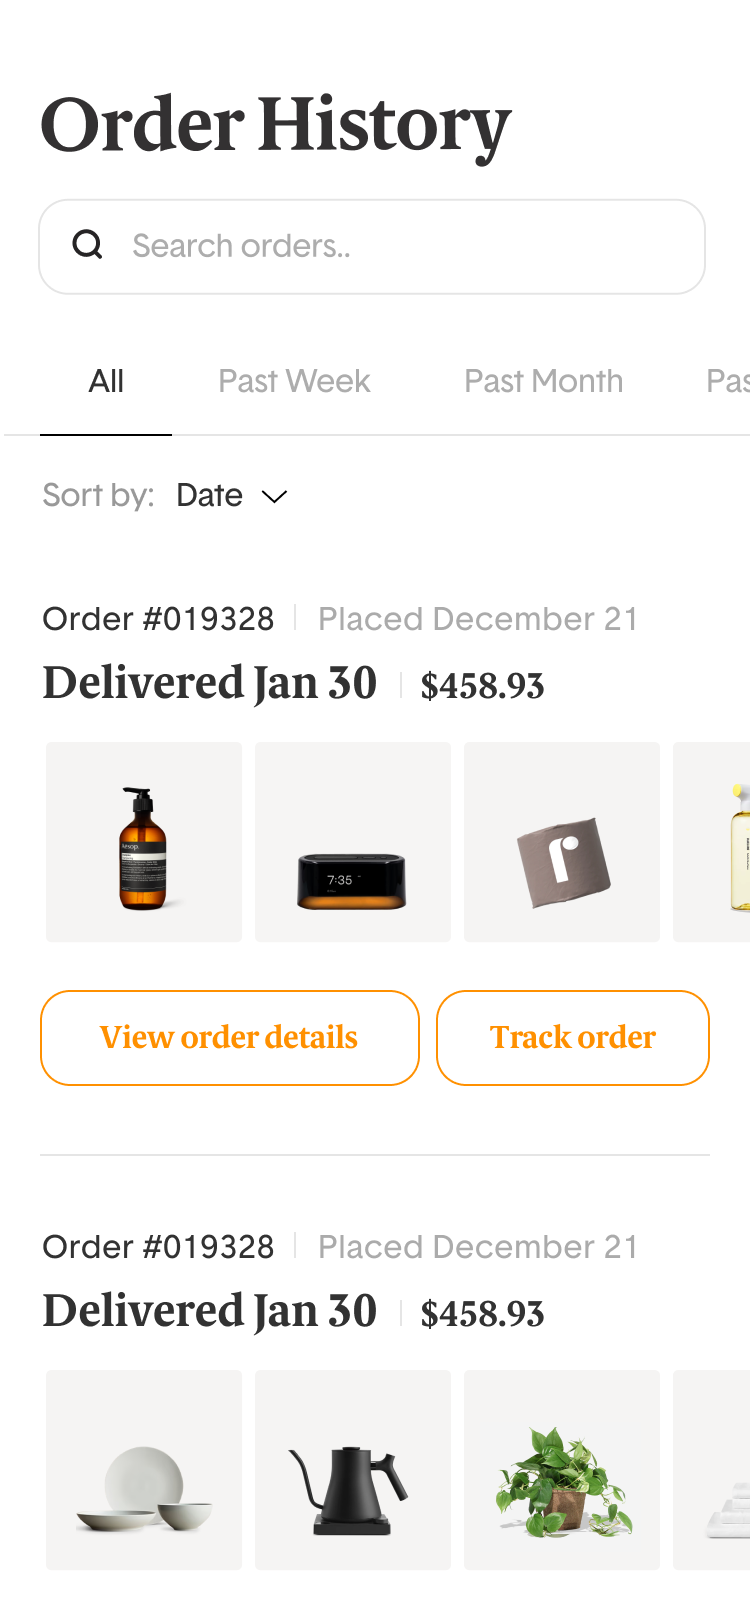 Order History
Search orders..
All Past Week Past Month Pas
Sort by: Date
Order #019328 Placed December 21
Delivered Jan 30 $458.93
Aesop.
7:35
r
View order details Track order
Order #019328 Placed December 21
Delivered Jan 30 $458.93